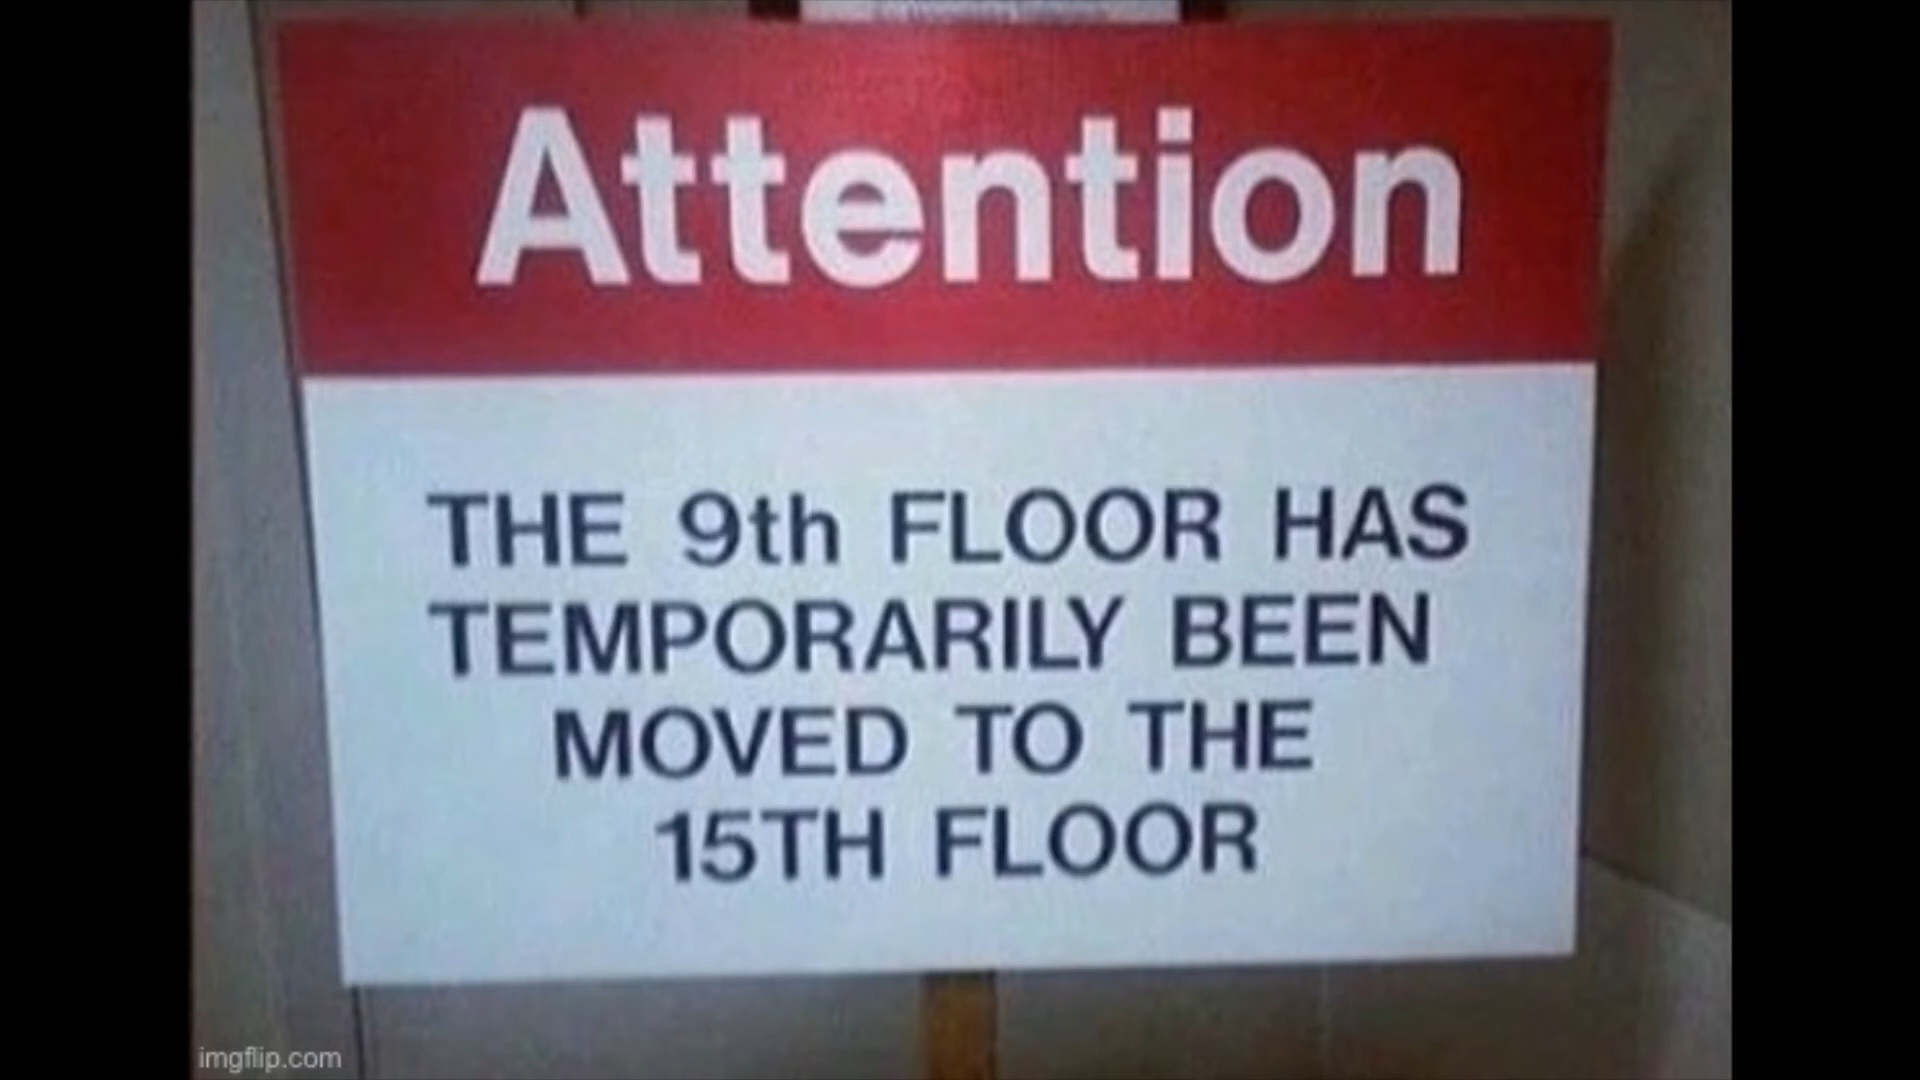 Attention
THE 9th FLOOR HAS
TEMPORARILY BEEN
MOVED TO THE
15TH FLOOR
imgflip.com